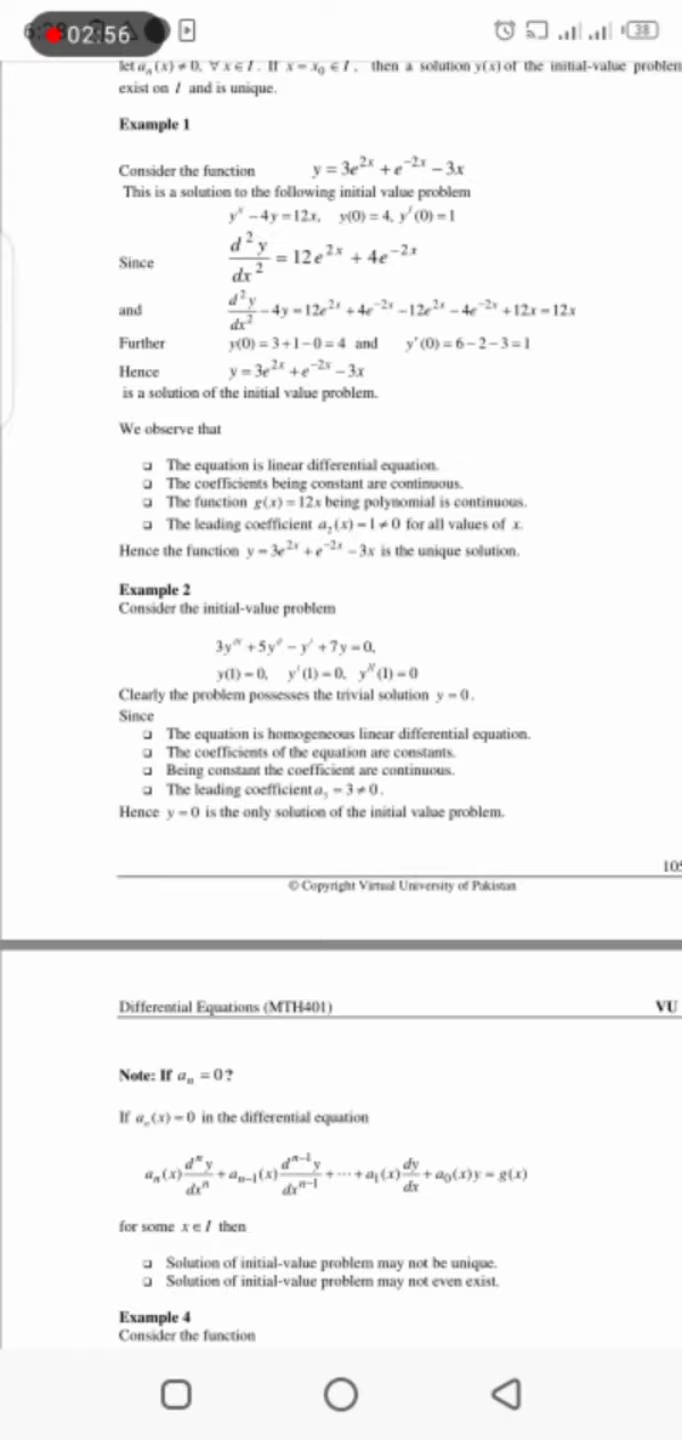 02:56
38
let aₙ(x) ≠ 0, ∀ x ∈ I. If x = x₀ ∈ I, then a solution y(x) of the initial-value problem
exist on I and is unique.
Example 1
Consider the function y = 3e^{2x} + e^{-2x} − 3x
This is a solution to the following initial value problem
y″ − 4y = 12x, y(0) = 4, y′(0) = 1
Since d²y/dx² = 12e^{2x} + 4e^{-2x}
and d²y/dx² − 4y = 12e^{2x} + 4e^{-2x} − 12e^{2x} − 4e^{-2x} + 12x = 12x
Further y(0) = 3 + 1 − 0 = 4 and y′(0) = 6 − 2 − 3 = 1
Hence y = 3e^{2x} + e^{-2x} − 3x
is a solution of the initial value problem.
We observe that
❑ The equation is linear differential equation.
❑ The coefficients being constant are continuous.
❑ The function g(x) = 12x being polynomial is continuous.
❑ The leading coefficient a₂(x) = 1 ≠ 0 for all values of x.
Hence the function y = 3e^{2x} + e^{-2x} − 3x is the unique solution.
Example 2
Consider the initial-value problem
3y‴ + 5y″ − y′ + 7y = 0,
y(1) = 0, y′(1) = 0, y″(1) = 0
Clearly the problem possesses the trivial solution y = 0.
Since
❑ The equation is homogeneous linear differential equation.
❑ The coefficients of the equation are constants.
❑ Being constant the coefficient are continuous.
❑ The leading coefficient a₃ = 3 ≠ 0.
Hence y = 0 is the only solution of the initial value problem.
105
© Copyright Virtual University of Pakistan
Differential Equations (MTH401) VU
Note: If aₙ = 0?
If aₙ(x) = 0 in the differential equation
aₙ(x) dⁿy/dxⁿ + aₙ₋₁(x) dⁿ⁻¹y/dxⁿ⁻¹ + ⋯ + a₁(x) dy/dx + a₀(x)y = g(x)
for some x ∈ I then
❑ Solution of initial-value problem may not be unique.
❑ Solution of initial-value problem may not even exist.
Example 4
Consider the function